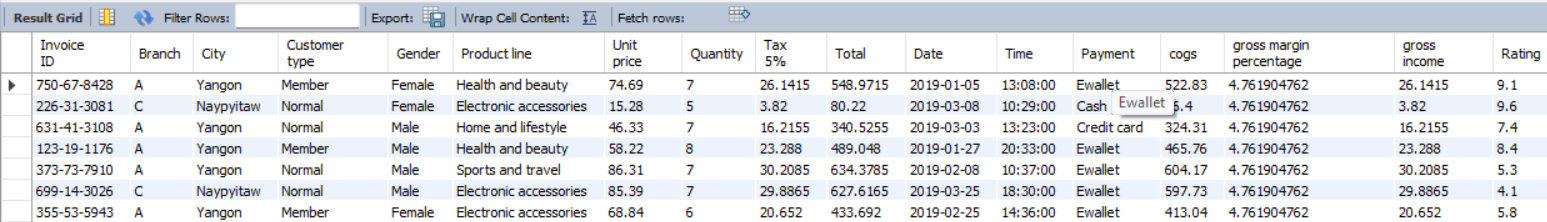 Result Grid Filter Rows: Export: Wrap Cell Content: Fetch rows:
Invoice ID Branch City Customer type Gender Product line Unit price Quantity Tax 5% Total Date Time Payment cogs gross margin percentage gross income Rating
750-67-8428 A Yangon Member Female Health and beauty 74.69 7 26.1415 548.9715 2019-01-05 13:08:00 Ewallet 522.83 4.761904762 26.1415 9.1
226-31-3081 C Naypyitaw Normal Female Electronic accessories 15.28 5 3.82 80.22 2019-03-08 10:29:00 Cash Ewallet 4.761904762 3.82 9.6
631-41-3108 A Yangon Normal Male Home and lifestyle 46.33 7 16.2155 340.5255 2019-03-03 13:23:00 Credit card 324.31 4.761904762 16.2155 7.4
123-19-1176 A Yangon Member Male Health and beauty 58.22 8 23.288 489.048 2019-01-27 20:33:00 Ewallet 465.76 4.761904762 23.288 8.4
373-73-7910 A Yangon Normal Male Sports and travel 86.31 7 30.2085 634.3785 2019-02-08 10:37:00 Ewallet 604.17 4.761904762 30.2085 5.3
699-14-3026 C Naypyitaw Normal Male Electronic accessories 85.39 7 29.8865 627.6165 2019-03-25 18:30:00 Ewallet 597.73 4.761904762 29.8865 4.1
355-53-5943 A Yangon Member Female Electronic accessories 68.84 6 20.652 433.692 2019-02-25 14:36:00 Ewallet 413.04 4.761904762 20.652 5.8